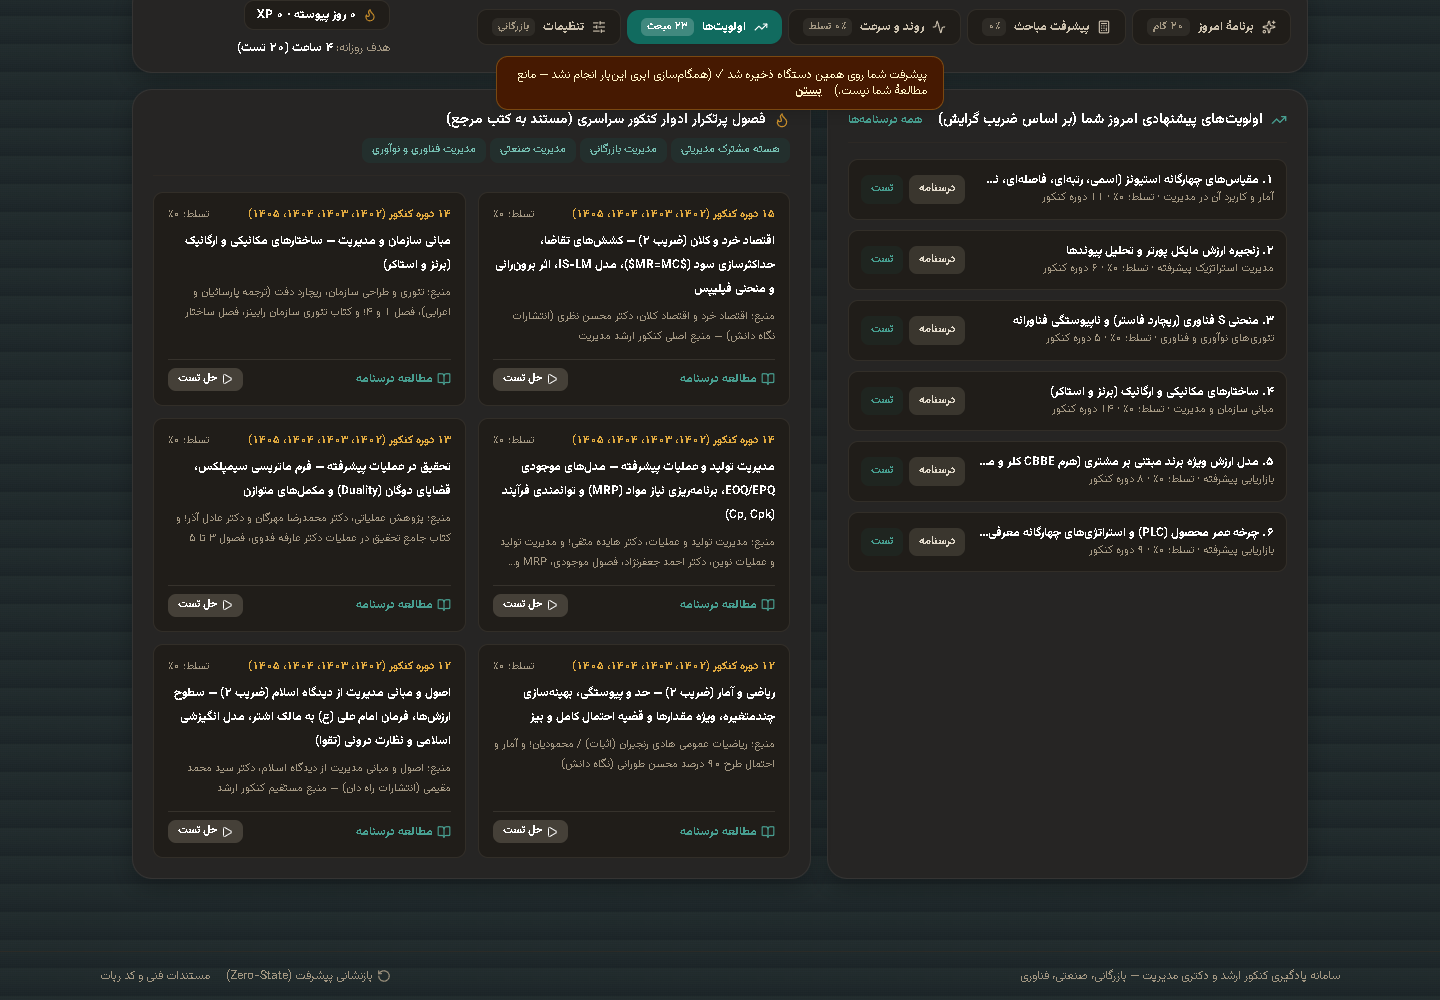 برنامهٔ امروز ۲۰ گام
پیشرفت مباحث ۰٪
روند و سرعت ۰٪ تسلط
اولویت‌ها ۲۳ مبحث
تنظیمات بازرگانی
۰ روز پیوسته · ۰ XP
هدف روزانه: ۴ ساعت (۲۰ تست)
پیشرفت شما روی همین دستگاه ذخیره شد ✓ (همگام‌سازی ابری این‌بار انجام نشد — مانع
مطالعهٔ شما نیست.) بستن
اولویت‌های پیشنهادی امروز شما (بر اساس ضریب گرایش) همه درسنامه‌ها
۱. مقیاس‌های چهارگانه استیونز (اسمی، رتبه‌ای، فاصله‌ای، نـ...
آمار و کاربرد آن در مدیریت · تسلط: ۰٪ · ۱۱ دوره کنکور
درسنامه تست
۲. زنجیره ارزش مایکل پورتر و تحلیل پیوندها
مدیریت استراتژیک پیشرفته · تسلط: ۰٪ · ۶ دوره کنکور
درسنامه تست
۳. منحنی S فناوری (ریچارد فاستر) و ناپیوستگی فناورانه
تئوری‌های نوآوری و فناوری · تسلط: ۰٪ · ۵ دوره کنکور
درسنامه تست
۴. ساختارهای مکانیکی و ارگانیک (برنز و استاکر)
مبانی سازمان و مدیریت · تسلط: ۰٪ · ۱۴ دوره کنکور
درسنامه تست
۵. مدل ارزش ویژه برند مبتنی بر مشتری (هرم CBBE کلر و مـ...
بازاریابی پیشرفته · تسلط: ۰٪ · ۸ دوره کنکور
درسنامه تست
۶. چرخه عمر محصول (PLC) و استراتژی‌های چهارگانه معرفی...
بازاریابی پیشرفته · تسلط: ۰٪ · ۹ دوره کنکور
درسنامه تست
فصول پرتکرار ادوار کنکور سراسری (مستند به کتب مرجع)
هسته مشترک مدیریتی مدیریت بازرگانی مدیریت صنعتی مدیریت فناوری و نوآوری
۱۵ دوره کنکور (۱۴۰۲، ۱۴۰۳، ۱۴۰۴، ۱۴۰۵) تسلط: ۰٪
اقتصاد خرد و کلان (ضریب ۲) — کشش‌های تقاضا،
حداکثرسازی سود ($MR=MC$)، مدل IS-LM، اثر برون‌رانی
و منحنی فیلیپس
منبع: اقتصاد خرد و اقتصاد کلان، دکتر محسن نظری (انتشارات
نگاه دانش) — منبع اصلی کنکور ارشد مدیریت
مطالعه درسنامه حل تست
۱۴ دوره کنکور (۱۴۰۲، ۱۴۰۳، ۱۴۰۴، ۱۴۰۵) تسلط: ۰٪
مبانی سازمان و مدیریت — ساختارهای مکانیکی و ارگانیک
(برنز و استاکر)
منبع: تئوری و طراحی سازمان، ریچارد دفت (ترجمه پارسائیان و
اعرابی)، فصل ۱ و ۴؛ و کتاب تئوری سازمان رابینز، فصل ساختار
مطالعه درسنامه حل تست
۱۴ دوره کنکور (۱۴۰۲، ۱۴۰۳، ۱۴۰۴، ۱۴۰۵) تسلط: ۰٪
مدیریت تولید و عملیات پیشرفته — مدل‌های موجودی
EOQ/EPQ، برنامه‌ریزی نیاز مواد (MRP) و توانمندی فرآیند
(Cp, Cpk)
منبع: مدیریت تولید و عملیات، دکتر هایده متقی؛ و مدیریت تولید
و عملیات نوین، دکتر احمد جعفرنژاد، فصول موجودی، MRP و...
مطالعه درسنامه حل تست
۱۳ دوره کنکور (۱۴۰۲، ۱۴۰۳، ۱۴۰۴، ۱۴۰۵) تسلط: ۰٪
تحقیق در عملیات پیشرفته — فرم ماتریسی سیمپلکس،
قضایای دوگان (Duality) و مکمل‌های متوازن
منبع: پژوهش عملیاتی، دکتر محمدرضا مهرگان و دکتر عادل آذر؛ و
کتاب جامع تحقیق در عملیات دکتر عارفه فدوی، فصول ۳ تا ۵
مطالعه درسنامه حل تست
۱۲ دوره کنکور (۱۴۰۲، ۱۴۰۳، ۱۴۰۴، ۱۴۰۵) تسلط: ۰٪
ریاضی و آمار (ضریب ۲) — حد و پیوستگی، بهینه‌سازی
چندمتغیره، ویژه مقدارها و قضیه احتمال کامل و بیز
منبع: ریاضیات عمومی هادی رنجبران (اثبات) / محمودیان؛ و آمار و
احتمال طرح ۹۰ درصد محسن طورانی (نگاه دانش)
مطالعه درسنامه حل تست
۱۲ دوره کنکور (۱۴۰۲، ۱۴۰۳، ۱۴۰۴، ۱۴۰۵) تسلط: ۰٪
اصول و مبانی مدیریت از دیدگاه اسلام (ضریب ۲) — سطوح
ارزش‌ها، فرمان امام علی (ع) به مالک اشتر، مدل انگیزشی
اسلامی و نظارت درونی (تقوا)
منبع: اصول و مبانی مدیریت از دیدگاه اسلام، دکتر سید محمد
مقیمی (انتشارات راه دان) — منبع مستقیم کنکور ارشد
مطالعه درسنامه حل تست
سامانه یادگیری کنکور ارشد و دکتری مدیریت — بازرگانی، صنعتی، فناوری
بازنشانی پیشرفت (Zero-State) مستندات فنی و کد ربات